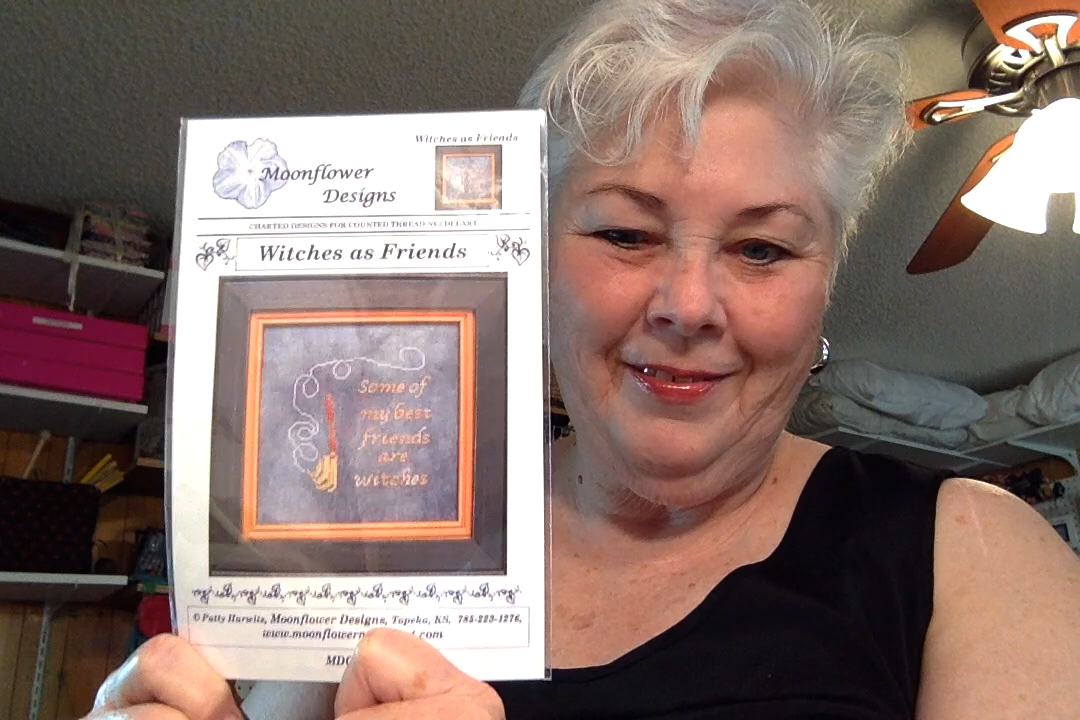 Witches as Friends
Moonflower
Designs
CHARTED DESIGNS FOR COUNTED THREAD NEEDLEART
Witches as Friends
Some of
my best
friends
are
witches
© Patty Hurwitz, Moonflower Designs, Topeka, KS, 785-223-1276,